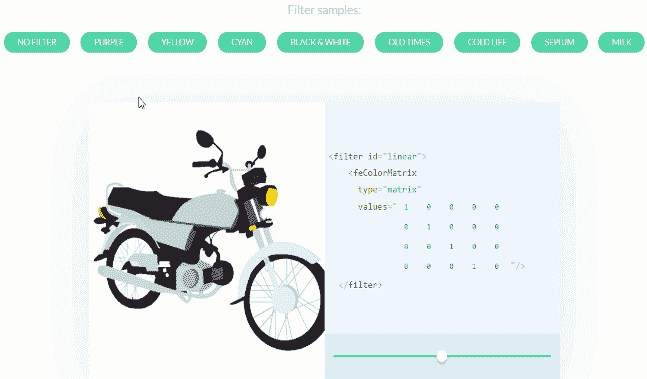 Filter samples:
NO FILTER PURPLE YELLOW CYAN BLACK & WHITE OLD TIMES COLD LIFE SEPIUM MILK
<filter id="linear">
<feColorMatrix
type="matrix"
values=" 1 0 0 0 0
0 1 0 0 0
0 0 1 0 0
0 0 0 1 0 "/>
</filter>